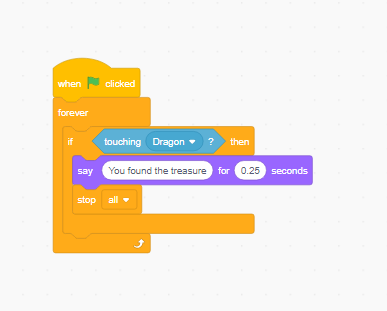 when clicked
forever
if touching Dragon ? then
say You found the treasure for 0.25 seconds
stop all